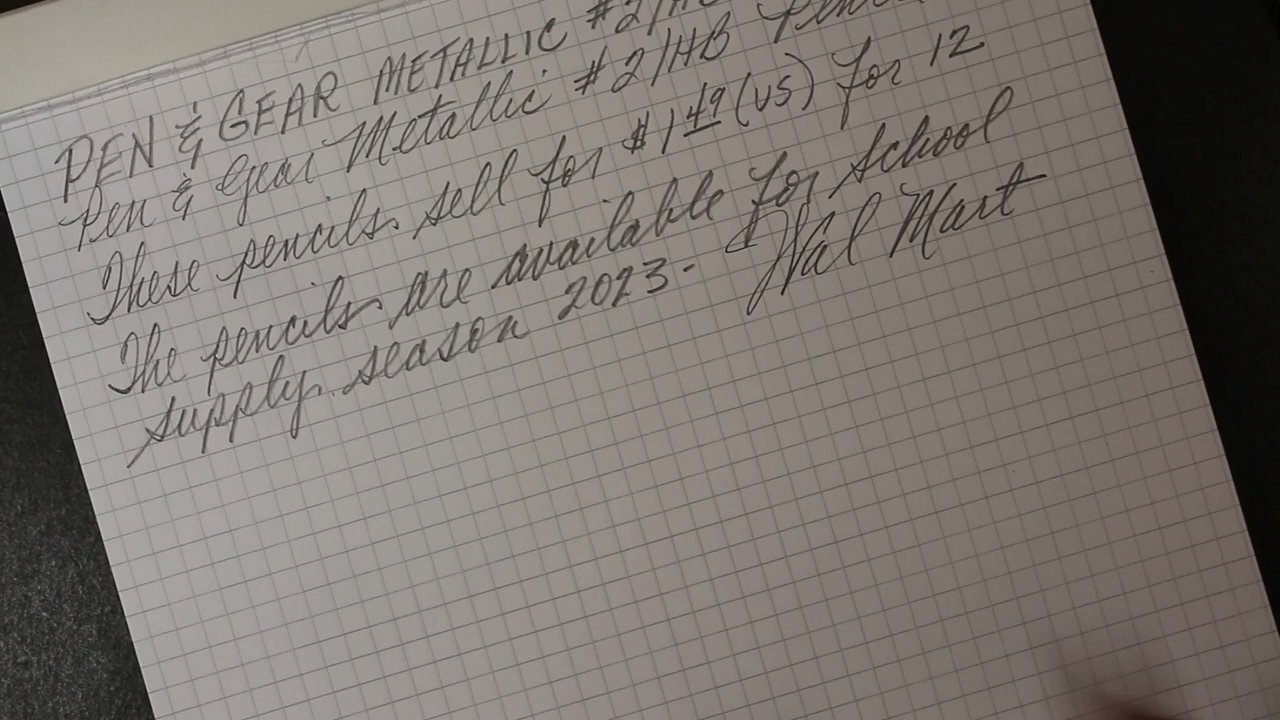 PEN & GEAR METALLIC #2/H
Pen & Gear Metallic #2/HB Penc
These pencils sell for $1 49 (US) for 12
The pencils are available for school
supply season 2023 - Wal Mart